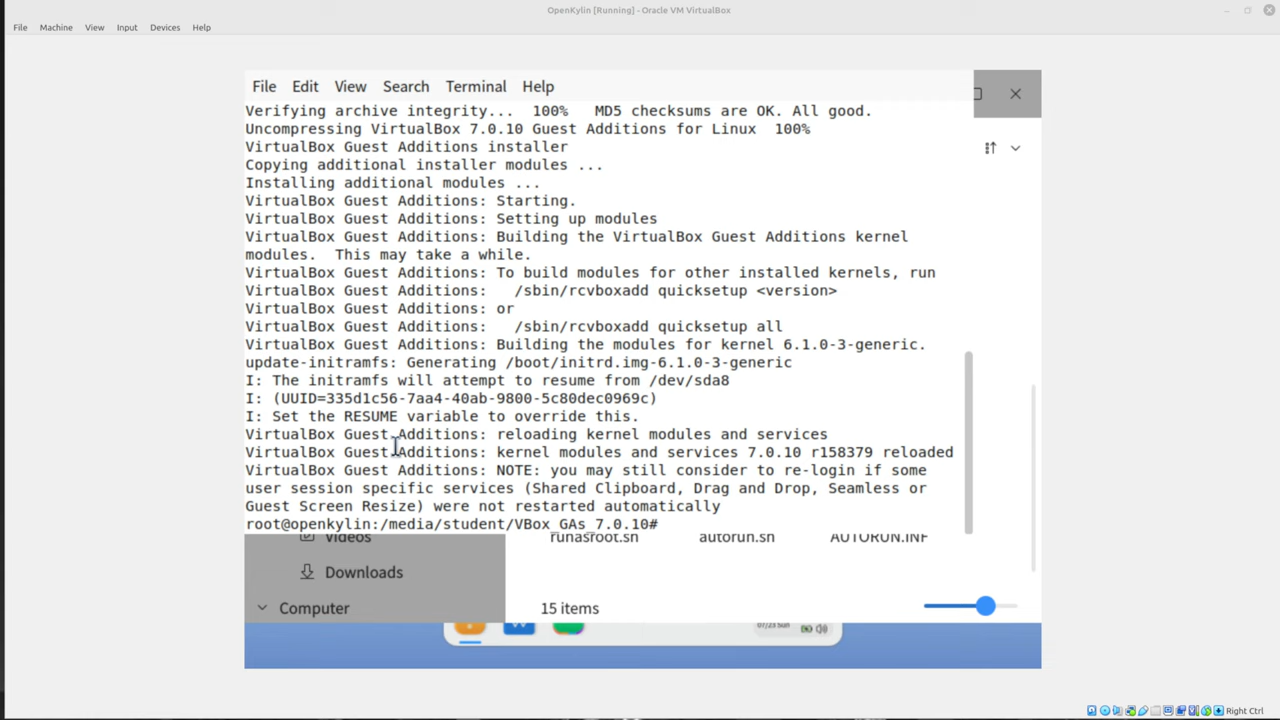 OpenKylin [Running] - Oracle VM VirtualBox
File Machine View Input Devices Help
File Edit View Search Terminal Help
Verifying archive integrity... 100% MD5 checksums are OK. All good.
Uncompressing VirtualBox 7.0.10 Guest Additions for Linux 100%
VirtualBox Guest Additions installer
Copying additional installer modules ...
Installing additional modules ...
VirtualBox Guest Additions: Starting.
VirtualBox Guest Additions: Setting up modules
VirtualBox Guest Additions: Building the VirtualBox Guest Additions kernel
modules. This may take a while.
VirtualBox Guest Additions: To build modules for other installed kernels, run
VirtualBox Guest Additions: /sbin/rcvboxadd quicksetup <version>
VirtualBox Guest Additions: or
VirtualBox Guest Additions: /sbin/rcvboxadd quicksetup all
VirtualBox Guest Additions: Building the modules for kernel 6.1.0-3-generic.
update-initramfs: Generating /boot/initrd.img-6.1.0-3-generic
I: The initramfs will attempt to resume from /dev/sda8
I: (UUID=335d1c56-7aa4-40ab-9800-5c80dec0969c)
I: Set the RESUME variable to override this.
VirtualBox Guest Additions: reloading kernel modules and services
VirtualBox Guest Additions: kernel modules and services 7.0.10 r158379 reloaded
VirtualBox Guest Additions: NOTE: you may still consider to re-login if some
user session specific services (Shared Clipboard, Drag and Drop, Seamless or
Guest Screen Resize) were not restarted automatically
root@openkylin:/media/student/VBox_GAs_7.0.10#
Videos runasroot.sh autorun.sh AUTORUN.INF
Downloads
Computer 15 items
07/23 Sun
Right Ctrl